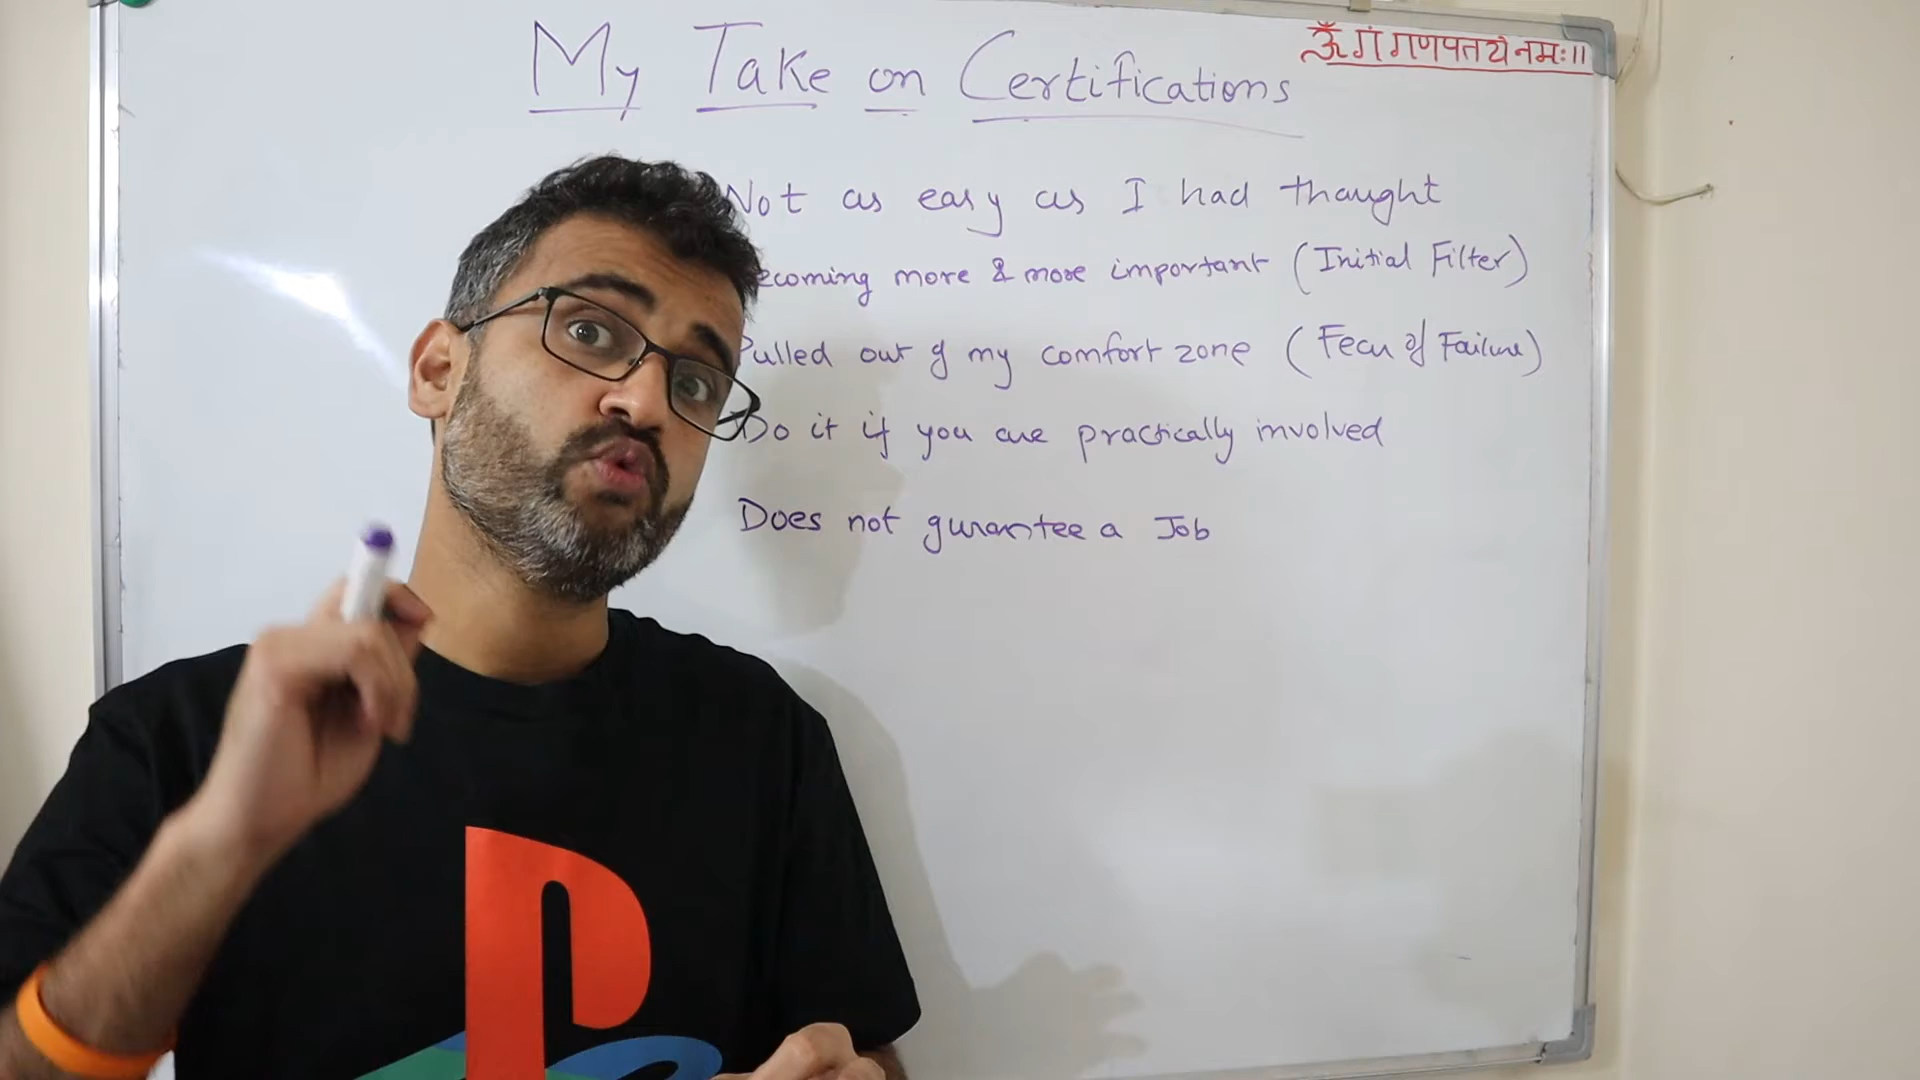 My Take on Certifications
ॐ गं गणपतये नमः॥
Not as easy as I had thought
ecoming more & more important (Initial Filter)
Pulled out of my comfort zone (Fear of Failure)
Do it if you are practically involved
Does not gurantee a Job